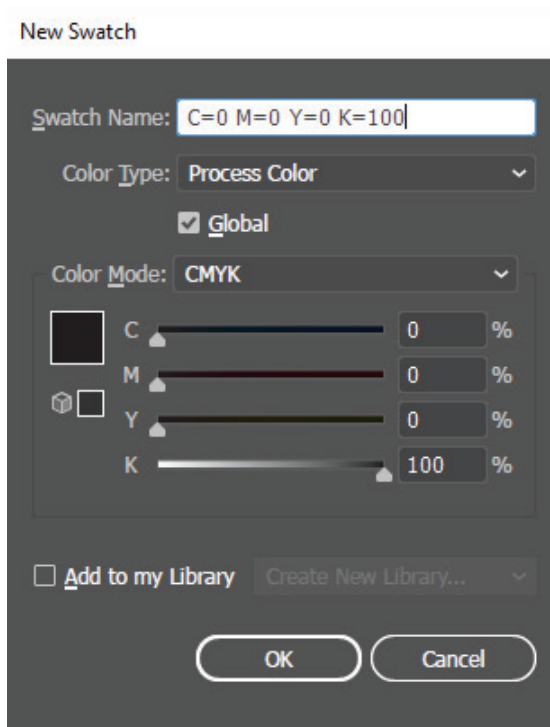 New Swatch
Swatch Name: C=0 M=0 Y=0 K=100
Color Type: Process Color
Global
Color Mode: CMYK
C 0 %
M 0 %
Y 0 %
K 100 %
Add to my Library Create New Library...
OK Cancel